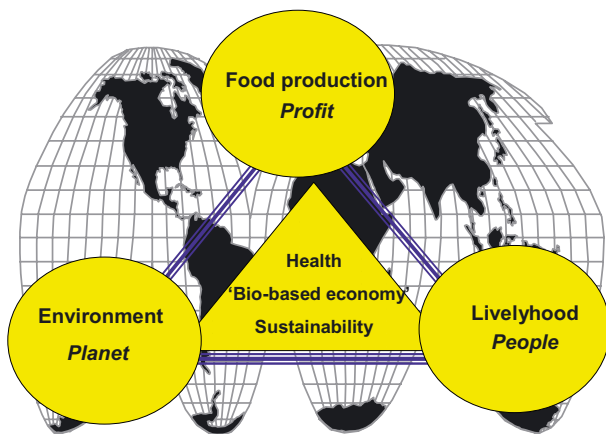 Food production
Profit
Health
'Bio-based economy'
Sustainability
Environment
Planet
Livelyhood
People